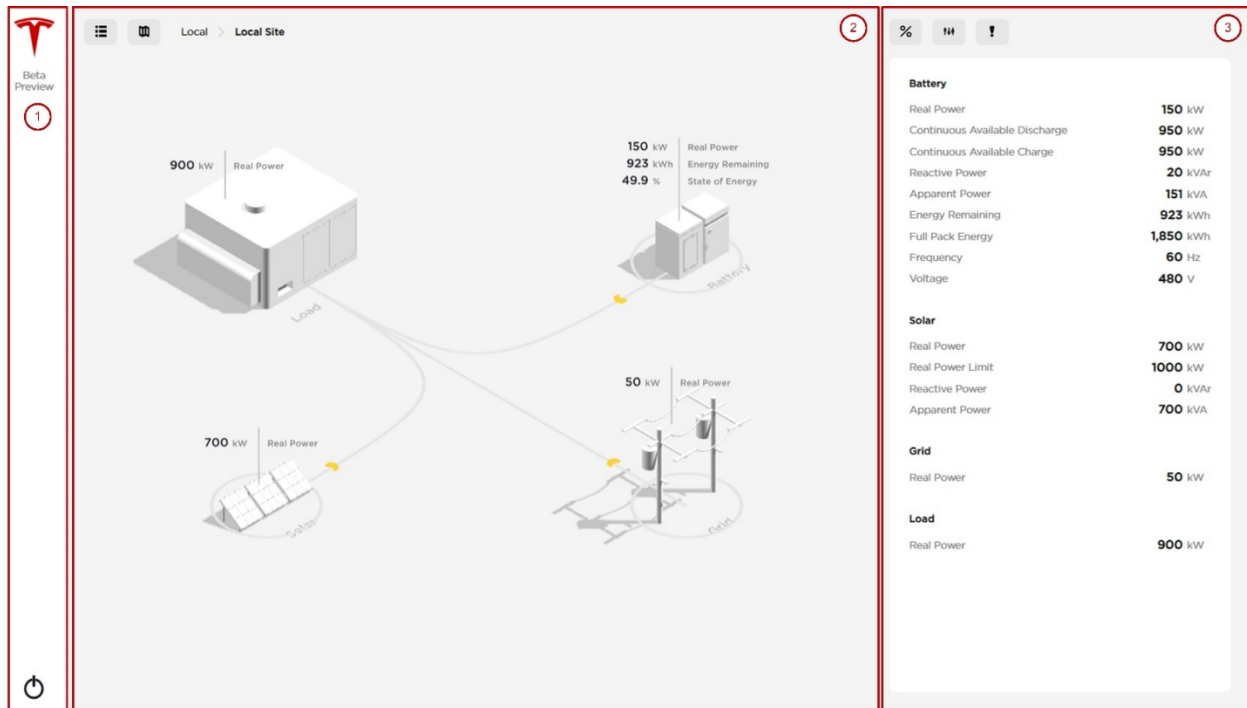 Beta
Preview
1
Local
Local Site
2
900 kW Real Power
150 kW Real Power
923 kWh Energy Remaining
49.9 % State of Energy
Battery
Load
50 kW Real Power
700 kW Real Power
Solar
Grid
%
3
Battery
Real Power 150 kW
Continuous Available Discharge 950 kW
Continuous Available Charge 950 kW
Reactive Power 20 kVAr
Apparent Power 151 kVA
Energy Remaining 923 kWh
Full Pack Energy 1,850 kWh
Frequency 60 Hz
Voltage 480 V
Solar
Real Power 700 kW
Real Power Limit 1000 kW
Reactive Power 0 kVAr
Apparent Power 700 kVA
Grid
Real Power 50 kW
Load
Real Power 900 kW